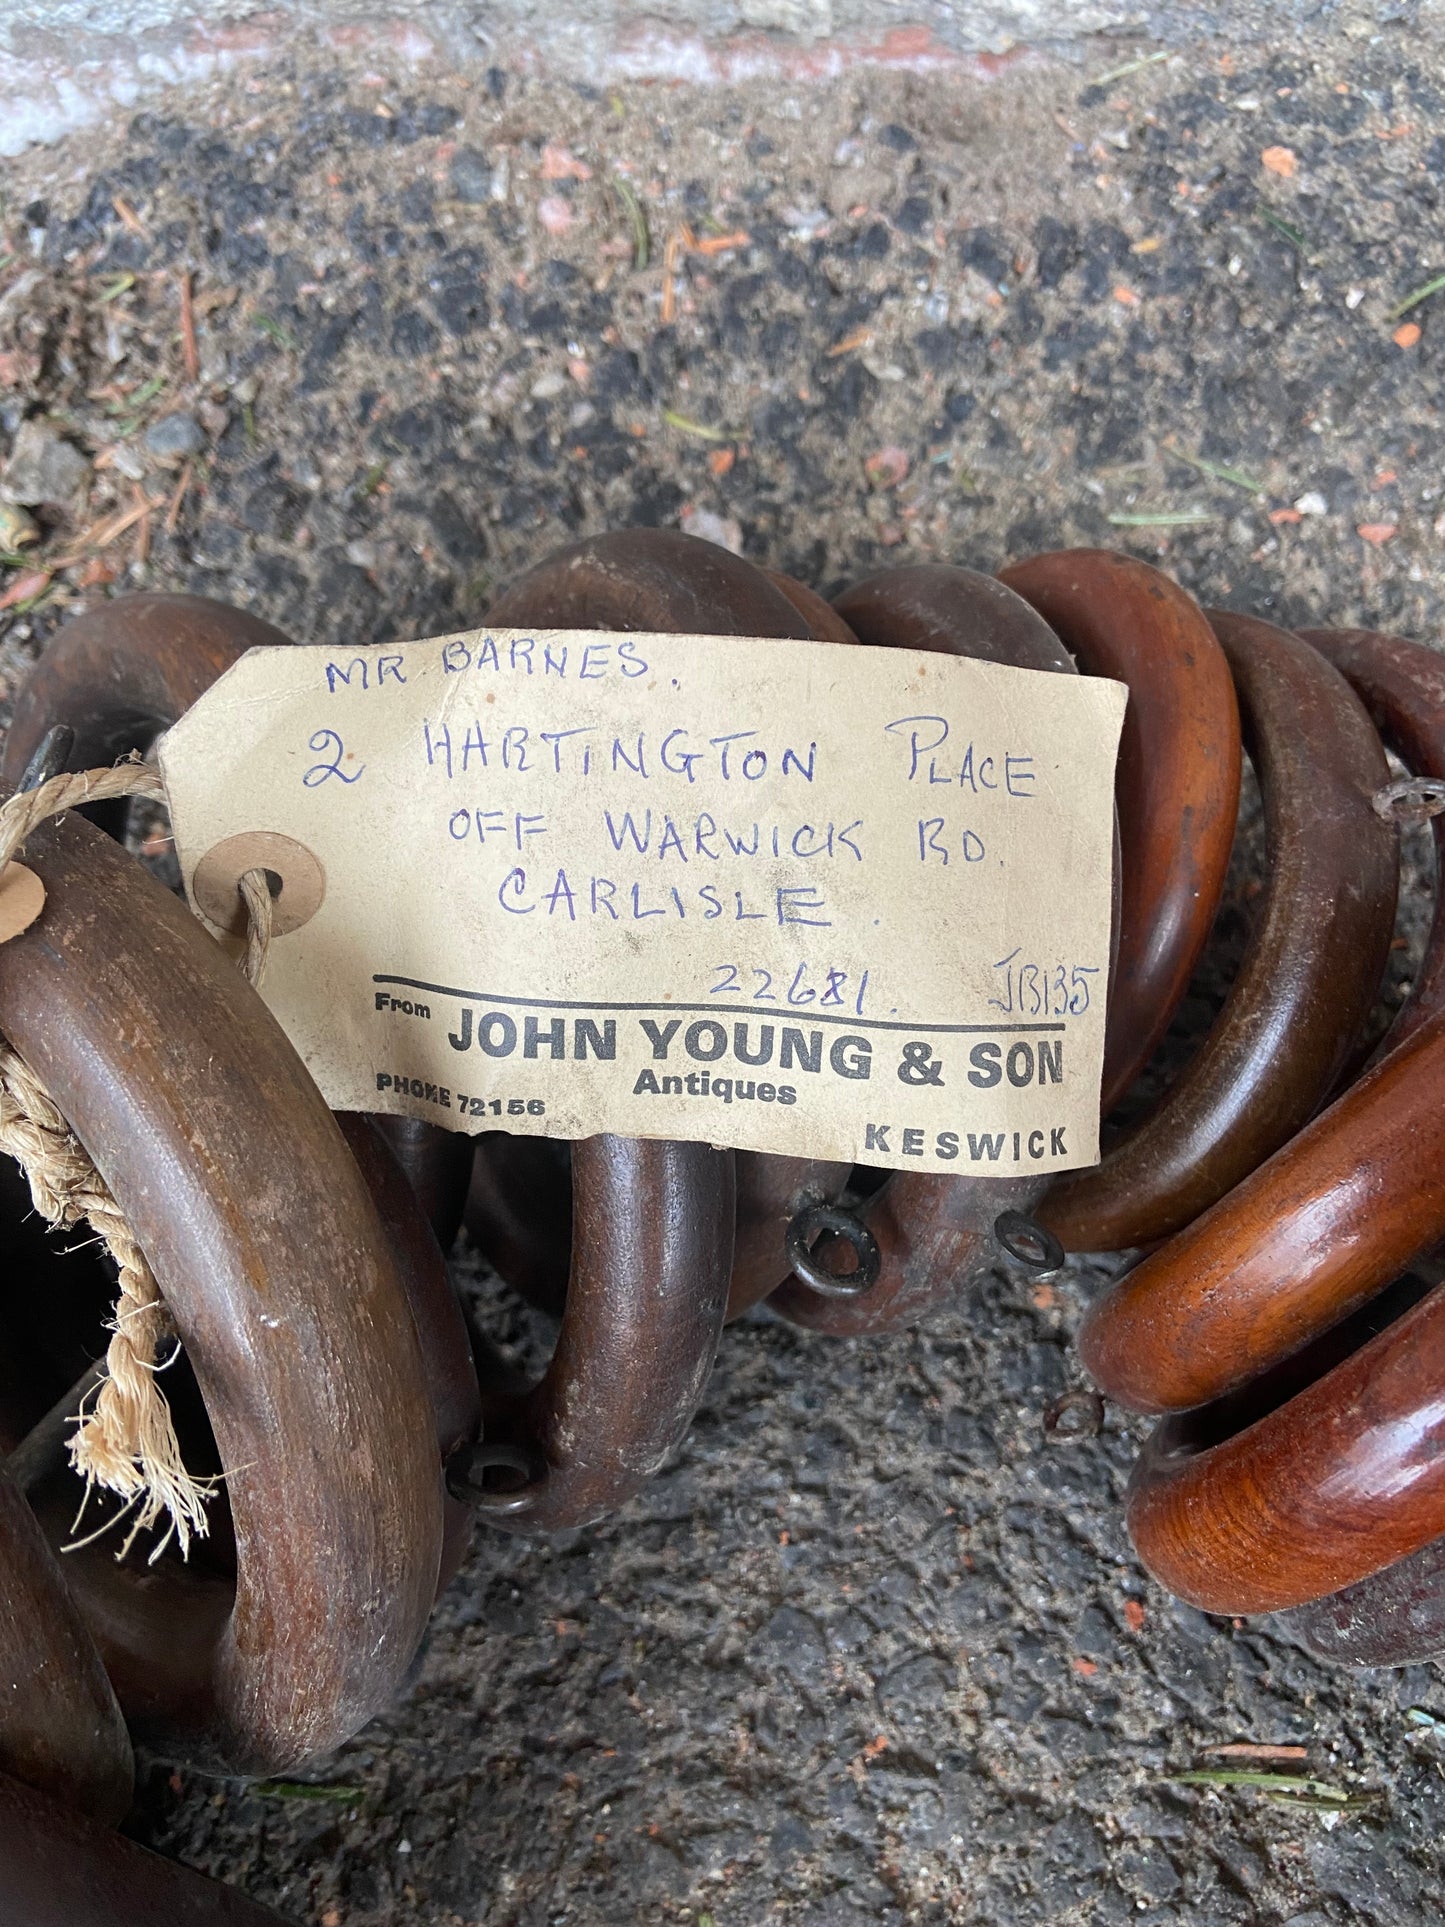 MR BARNES.
2 HARTINGTON PLACE
OFF WARWICK RD.
CARLISLE.
22681. JB135
From JOHN YOUNG & SON
Antiques
PHONE 72156
KESWICK